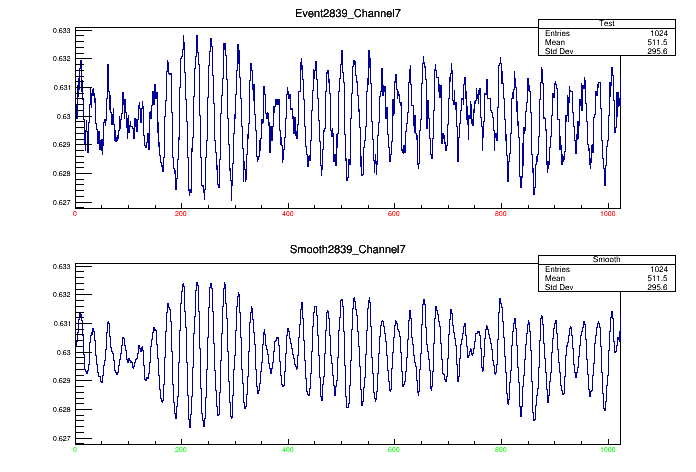 Event2839_Channel7
Test
Entries 1024
Mean 511.5
Std Dev 295.6
0.633
0.632
0.631
0.63
0.629
0.628
0.627
0 200 400 600 800 1000
Smooth2839_Channel7
Smooth
Entries 1024
Mean 511.5
Std Dev 295.6
0.633
0.632
0.631
0.63
0.629
0.628
0.627
0 200 400 600 800 1000